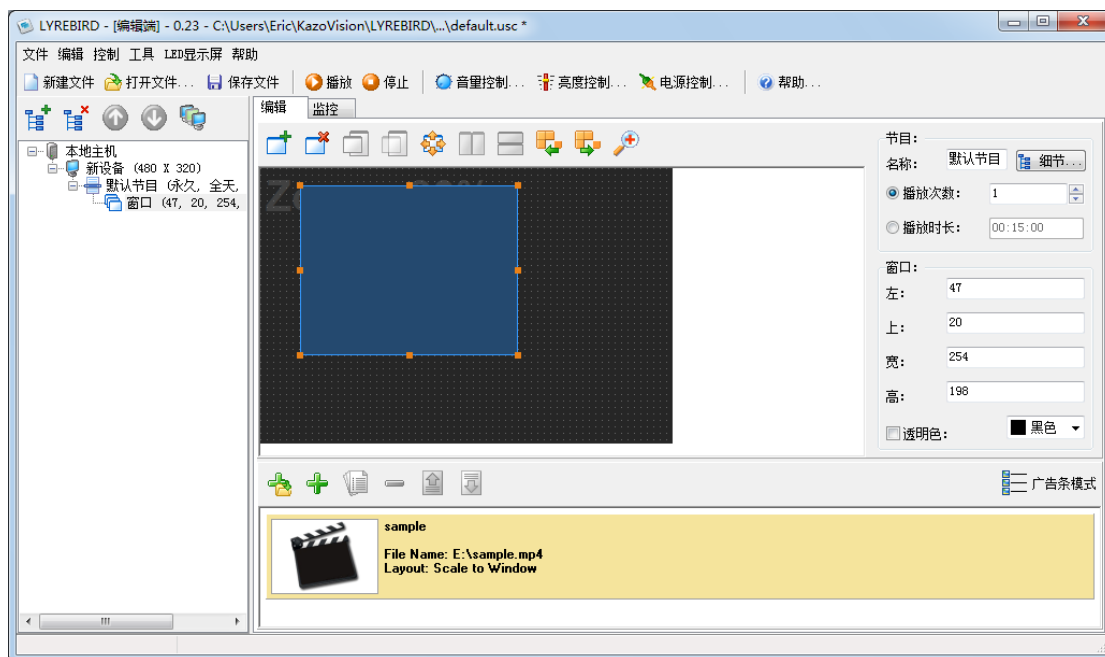 LYREBIRD - [编辑端] - 0.23 - C:\Users\Eric\KazoVision\LYREBIRD\...\default.usc *
文件 编辑 控制 工具 LED显示屏 帮助
新建文件 打开文件... 保存文件 播放 停止 音量控制... 亮度控制... 电源控制... 帮助...
编辑 监控
本地主机
新设备 (480 X 320)
默认节目 (永久, 全天,
窗口 (47, 20, 254,
节目:
名称: 默认节目 细节...
播放次数: 1
播放时长: 00:15:00
窗口:
左: 47
上: 20
宽: 254
高: 198
透明色: 黑色
广告条模式
sample
File Name: E:\sample.mp4
Layout: Scale to Window